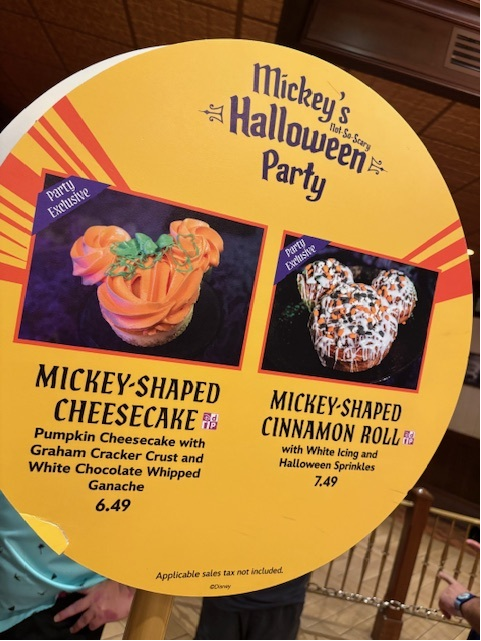 Mickey's
Not-So-Scary
Halloween
Party
Party
Exclusive
MICKEY-SHAPED
CHEESECAKE
Pumpkin Cheesecake with
Graham Cracker Crust and
White Chocolate Whipped
Ganache
6.49
Party
Exclusive
MICKEY-SHAPED
CINNAMON ROLL
with White Icing and
Halloween Sprinkles
7.49
Applicable sales tax not included.
©Disney